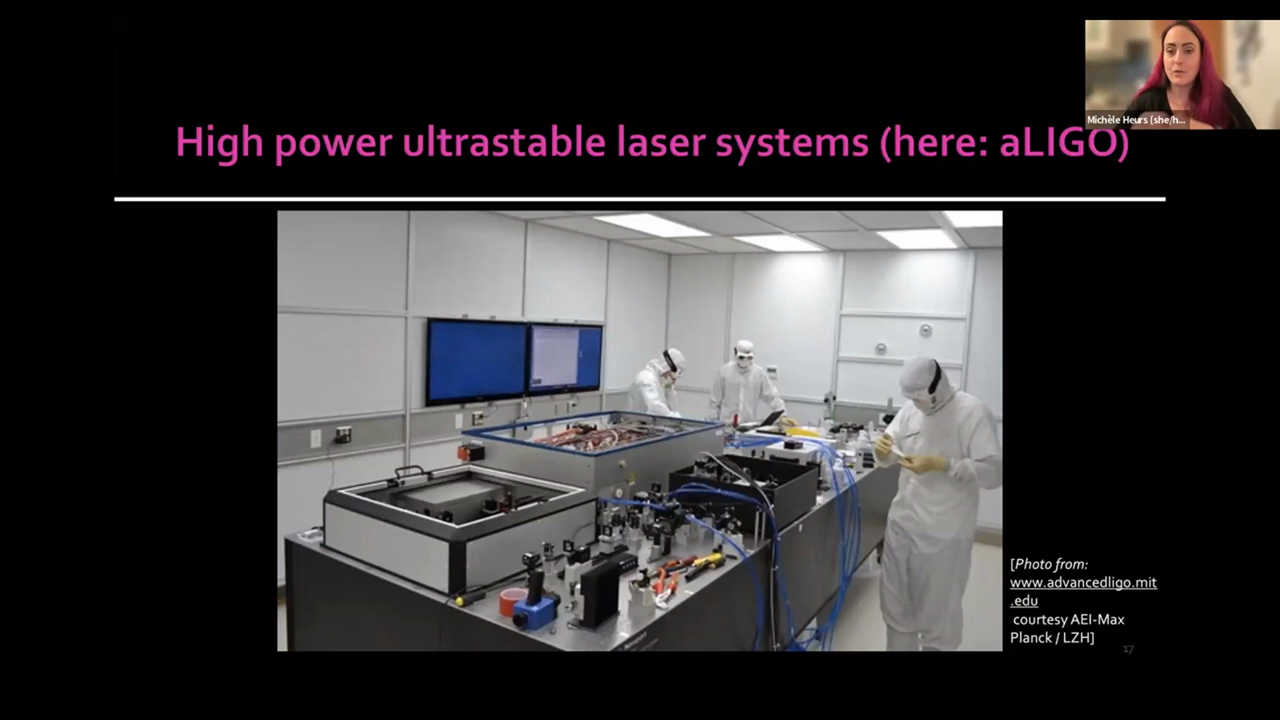 Michèle Heurs (she/h...
High power ultrastable laser systems (here: aLIGO)
[Photo from:
www.advancedligo.mit
.edu
courtesy AEI-Max
Planck / LZH]
17